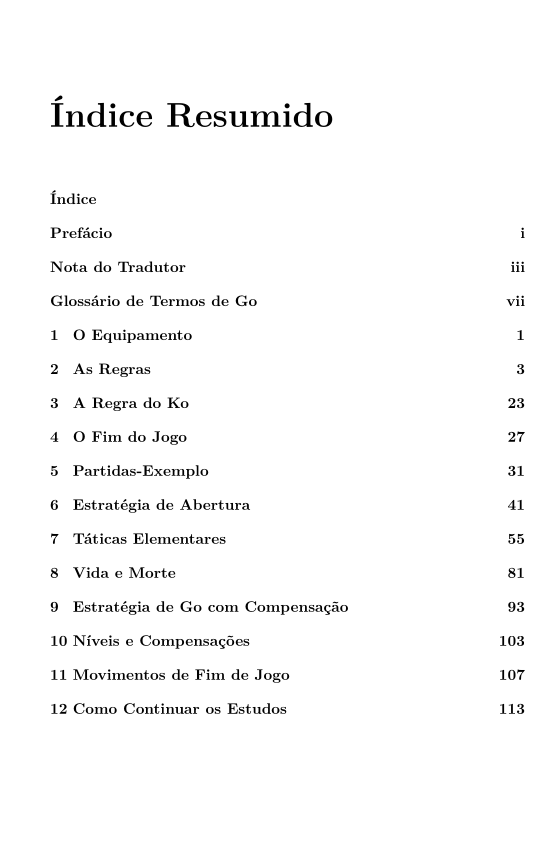 Índice Resumido
Índice
Prefácio i
Nota do Tradutor iii
Glossário de Termos de Go vii
1 O Equipamento 1
2 As Regras 3
3 A Regra do Ko 23
4 O Fim do Jogo 27
5 Partidas-Exemplo 31
6 Estratégia de Abertura 41
7 Táticas Elementares 55
8 Vida e Morte 81
9 Estratégia de Go com Compensação 93
10 Níveis e Compensações 103
11 Movimentos de Fim de Jogo 107
12 Como Continuar os Estudos 113